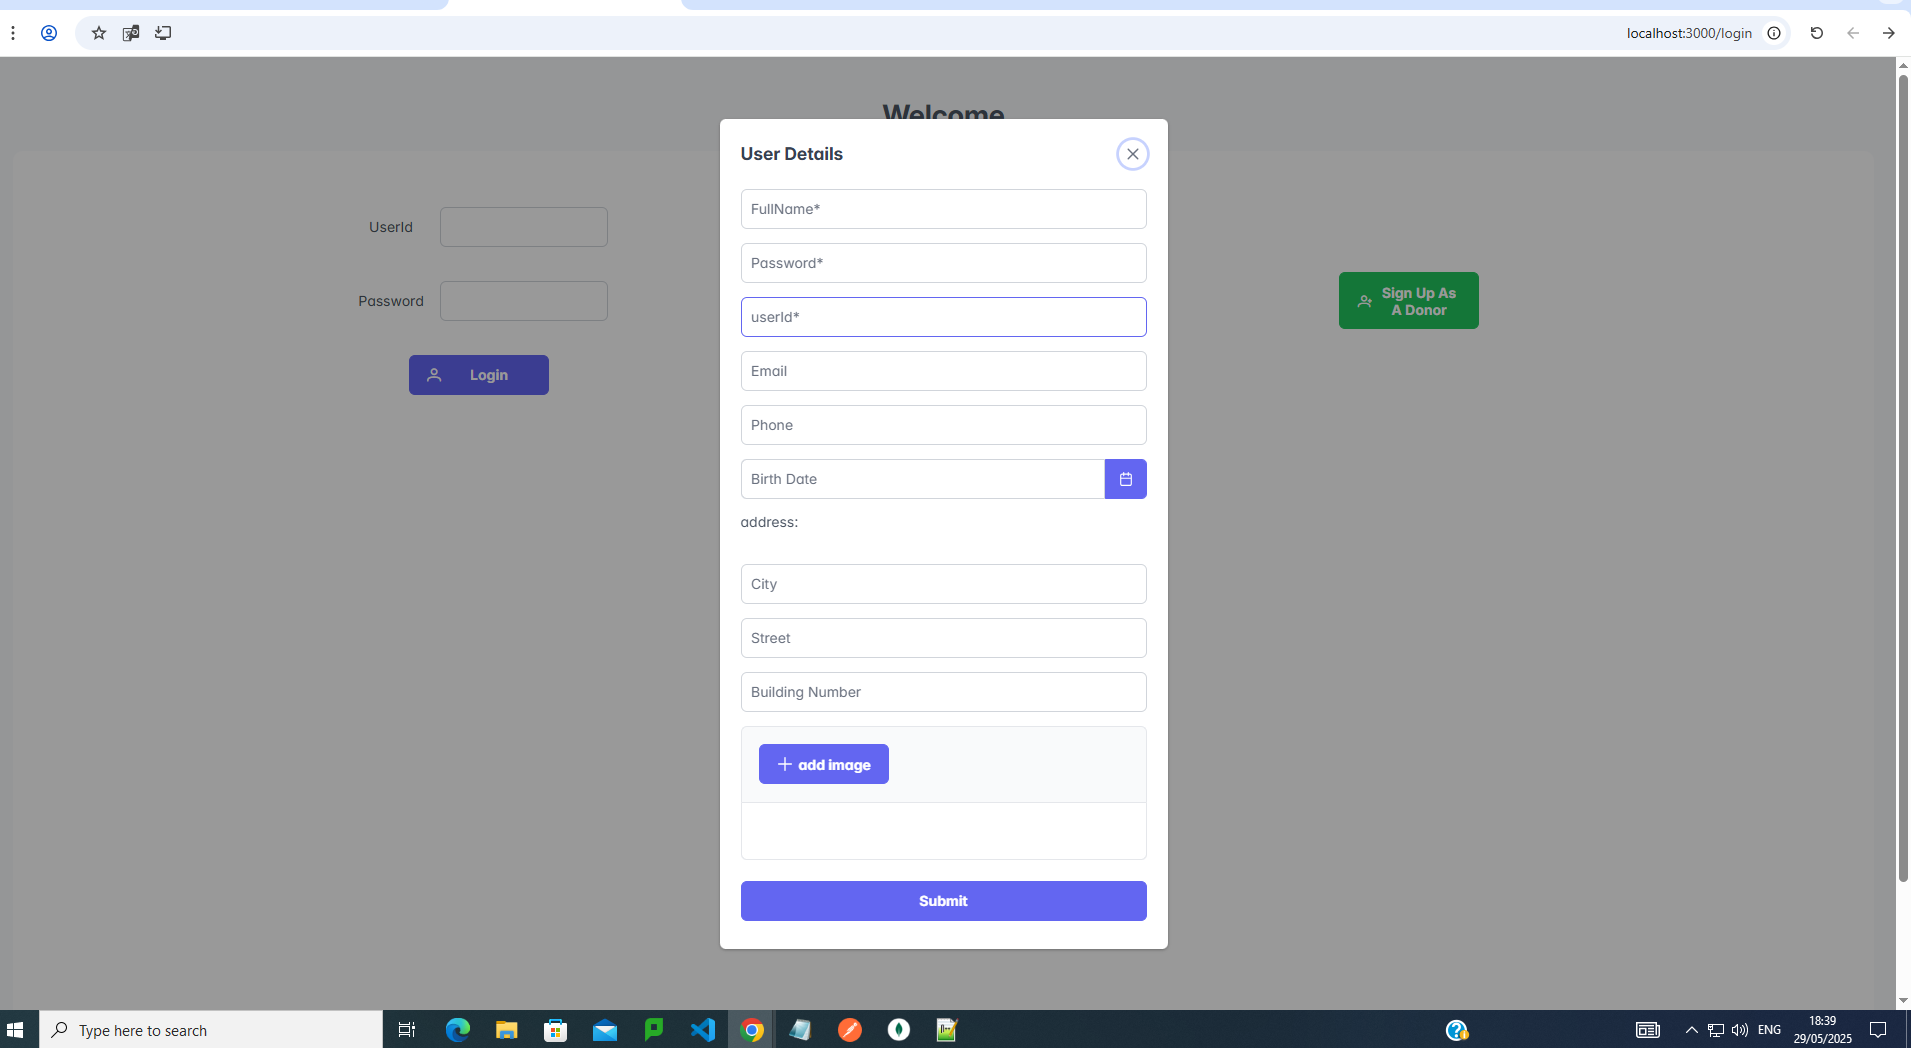 localhost:3000/login
Welcome
User Details
FullName*
Password*
userId*
Email
Phone
Birth Date
address:
City
Street
Building Number
add image
Submit
UserId
Password
Login
Sign Up As
A Donor
Type here to search
ENG
18:39
29/05/2025